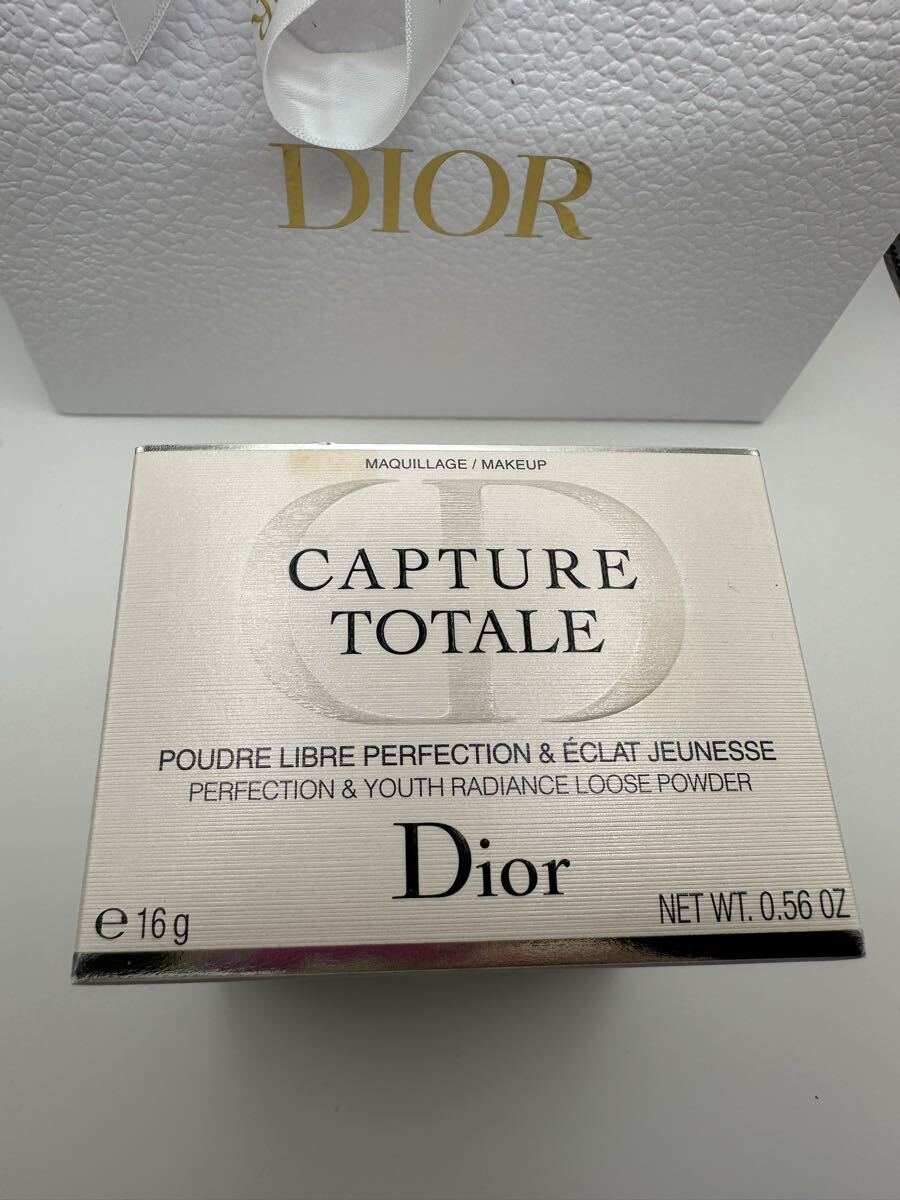 DIOR
MAQUILLAGE / MAKEUP
CAPTURE
TOTALE
POUDRE LIBRE PERFECTION & ÉCLAT JEUNESSE
PERFECTION & YOUTH RADIANCE LOOSE POWDER
Dior
℮ 16 g
NET WT. 0.56 OZ